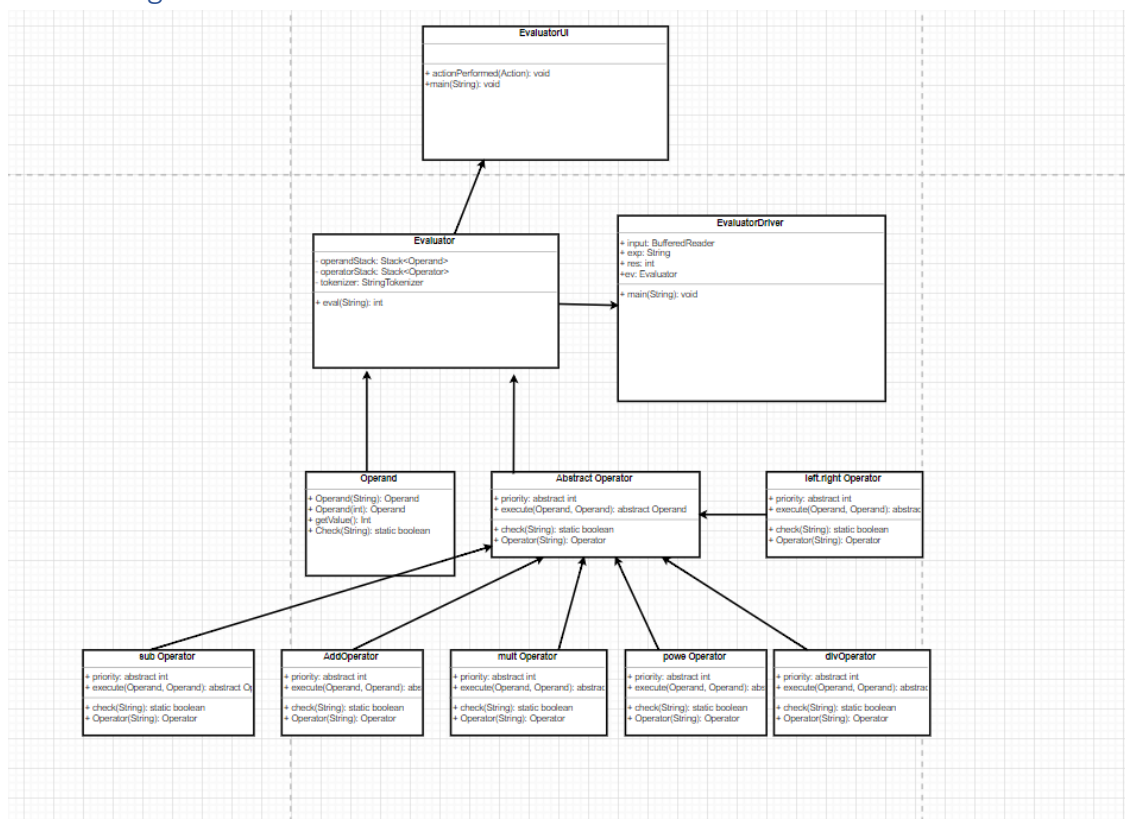 EvaluatorUI
+ actionPerformed(Action): void
+main(String): void
Evaluator
- operandStack: Stack<Operand>
- operatorStack: Stack<Operator>
- tokenizer: StringTokenizer
+ eval(String): int
EvaluatorDriver
+ input: BufferedReader
+ exp: String
+ res: int
+ev: Evaluator
+ main(String): void
Operand
+ Operand(String): Operand
+ Operand(int): Operand
+ getValue(): Int
+ Check(String): static boolean
Abstract Operator
+ priority: abstract int
+ execute(Operand, Operand): abstract Operand
+ check(String): static boolean
+ Operator(String): Operator
left.right Operator
+ priority: abstract int
+ execute(Operand, Operand): abstrac
+ check(String): static boolean
+ Operator(String): Operator
sub Operator
+ priority: abstract int
+ execute(Operand, Operand): abstract Op
+ check(String): static boolean
+ Operator(String): Operator
AddOperator
+ priority: abstract int
+ execute(Operand, Operand): abs
+ check(String): static boolean
+ Operator(String): Operator
mult Operator
+ priority: abstract int
+ execute(Operand, Operand): abstrac
+ check(String): static boolean
+ Operator(String): Operator
powe Operator
+ priority: abstract int
+ execute(Operand, Operand): abs
+ check(String): static boolean
+ Operator(String): Operator
divOperator
+ priority: abstract int
+ execute(Operand, Operand): abstrac
+ check(String): static boolean
+ Operator(String): Operator